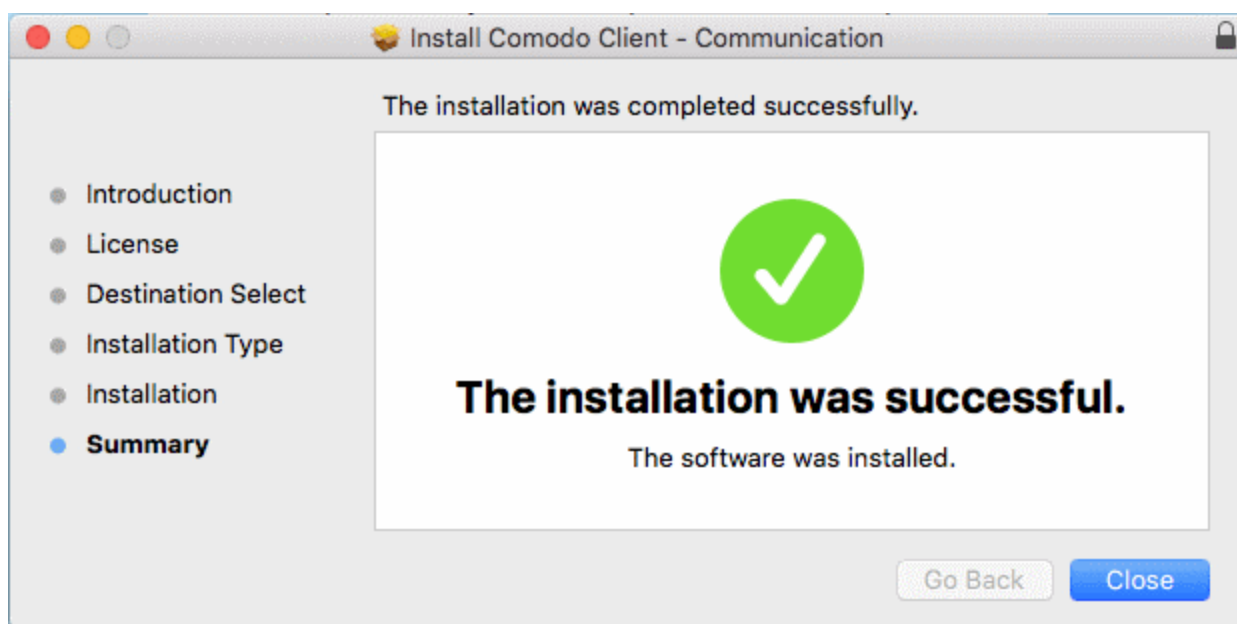 Install Comodo Client - Communication
The installation was completed successfully.
Introduction
License
Destination Select
Installation Type
Installation
Summary
The installation was successful.
The software was installed.
Go Back
Close